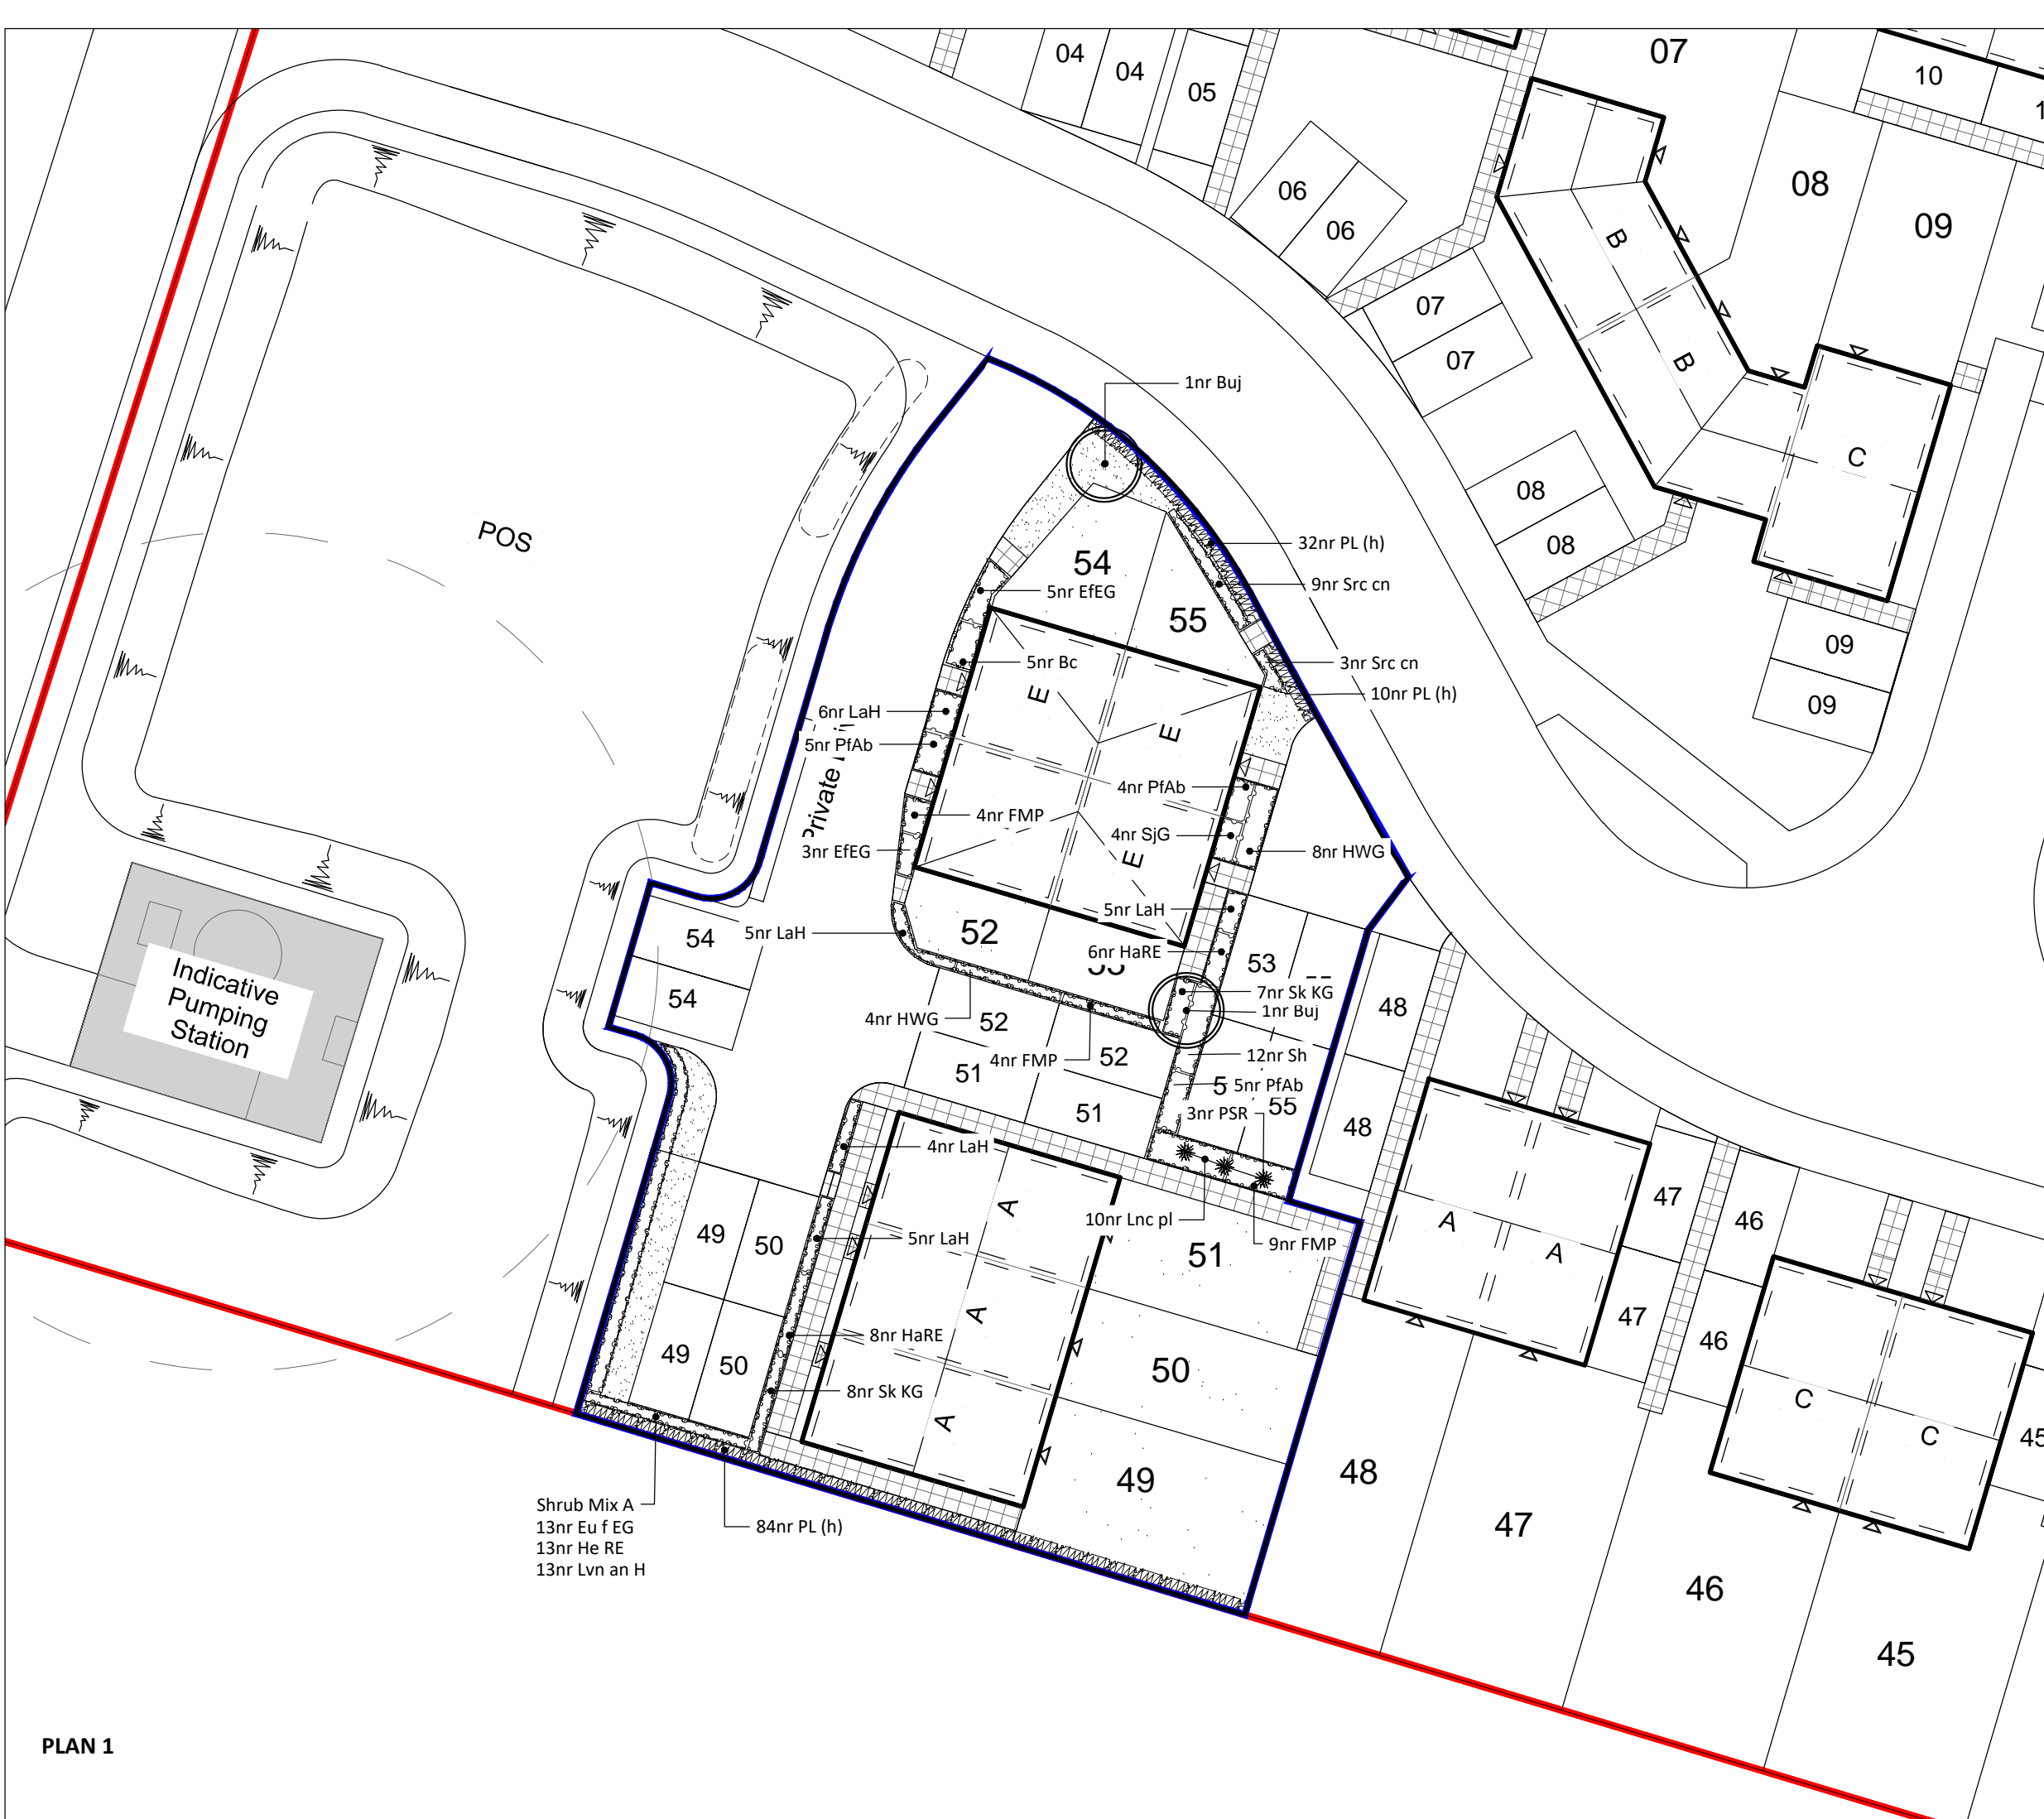 04
04
05
07
10
06
06
08
09
07
07
B
B
C
08
08
09
09
POS
1nr Buj
32nr PL (h)
9nr Src cn
3nr Src cn
10nr PL (h)
54
5nr EfEG
55
5nr Bc
E
E
E
6nr LaH
5nr PfAb
Private
4nr PfAb
4nr FMP
4nr SjG
3nr EfEG
8nr HWG
5nr LaH
5nr LaH
52
6nr HaRE
53
54
54
7nr Sk KG
1nr Buj
48
4nr HWG
52
4nr FMP
52
12nr Sh
51
5nr PfAb
3nr PSR
55
51
48
Indicative
Pumping
Station
4nr LaH
A
A
A
49
50
5nr LaH
10nr Lnc pl
9nr FMP
51
A
A
47
46
47
46
8nr HaRE
49
50
8nr Sk KG
50
49
48
47
46
45
C
C
45
Shrub Mix A
13nr Eu f EG
13nr He RE
13nr Lvn an H
84nr PL (h)
PLAN 1